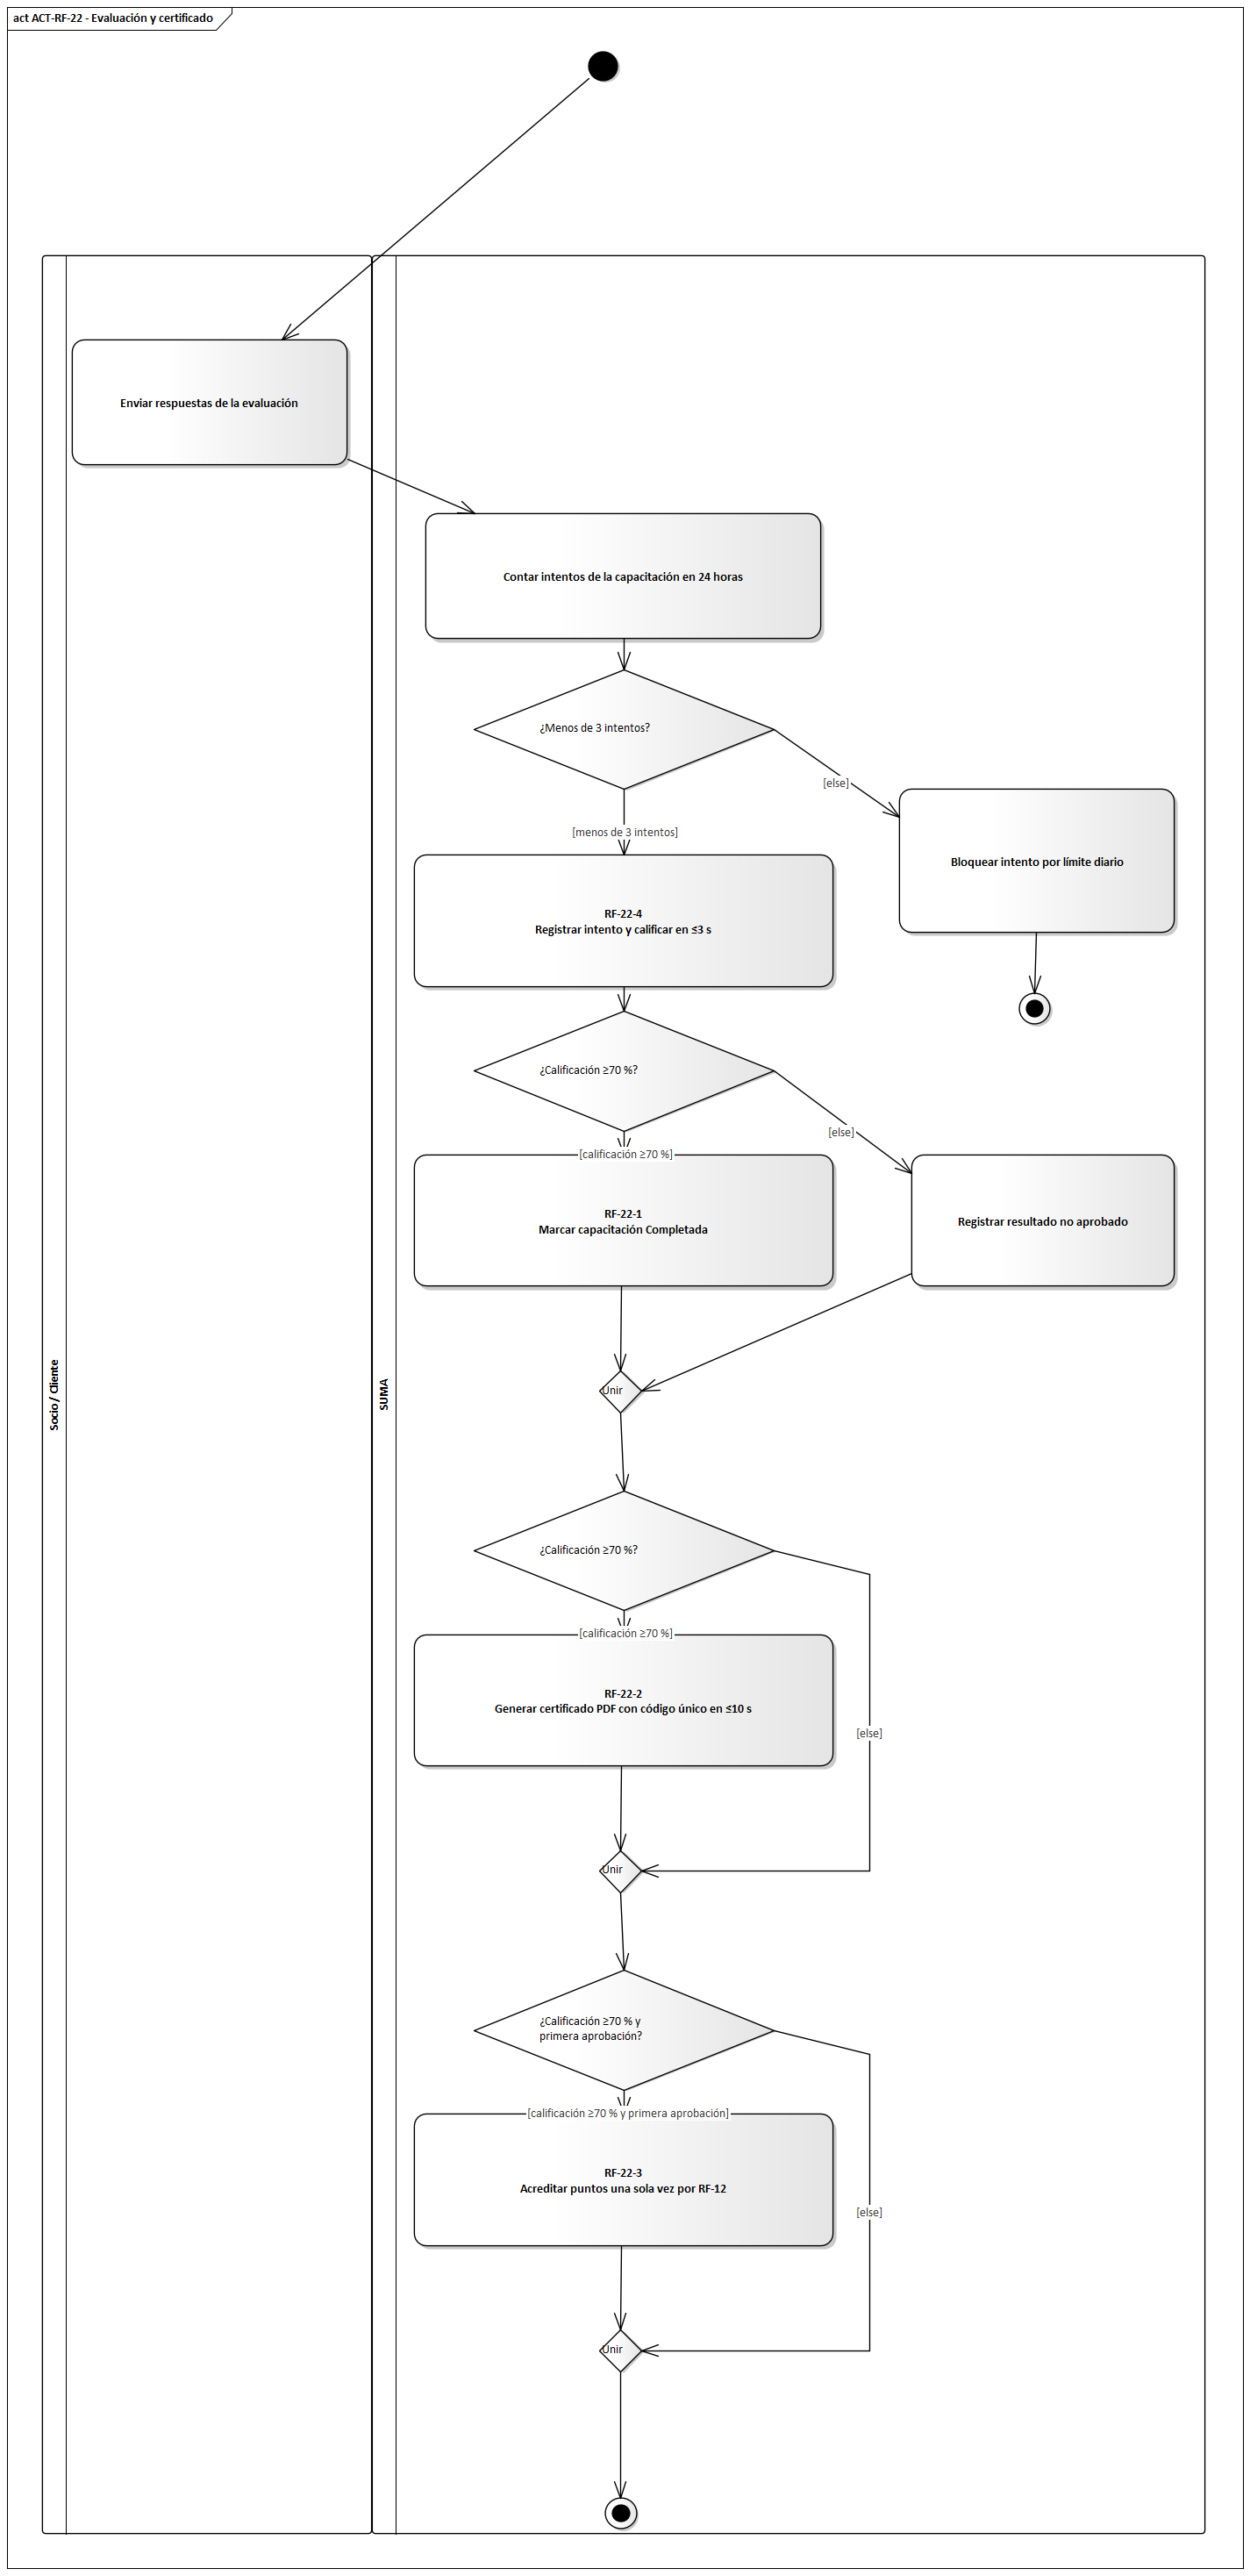 act ACT-RF-22 - Evaluación y certificado
Enviar respuestas de la evaluación
Contar intentos de la capacitación en 24 horas
¿Menos de 3 intentos?
[else]
[menos de 3 intentos]
Bloquear intento por límite diario
RF-22-4
Registrar intento y calificar en ≤3 s
¿Calificación ≥70 %?
[else]
[calificación ≥70 %]
RF-22-1
Marcar capacitación Completada
Registrar resultado no aprobado
Socio / Cliente
SUMA
Unir
¿Calificación ≥70 %?
[calificación ≥70 %]
RF-22-2
Generar certificado PDF con código único en ≤10 s
[else]
Unir
¿Calificación ≥70 % y
primera aprobación?
[calificación ≥70 % y primera aprobación]
RF-22-3
Acreditar puntos una sola vez por RF-12
[else]
Unir